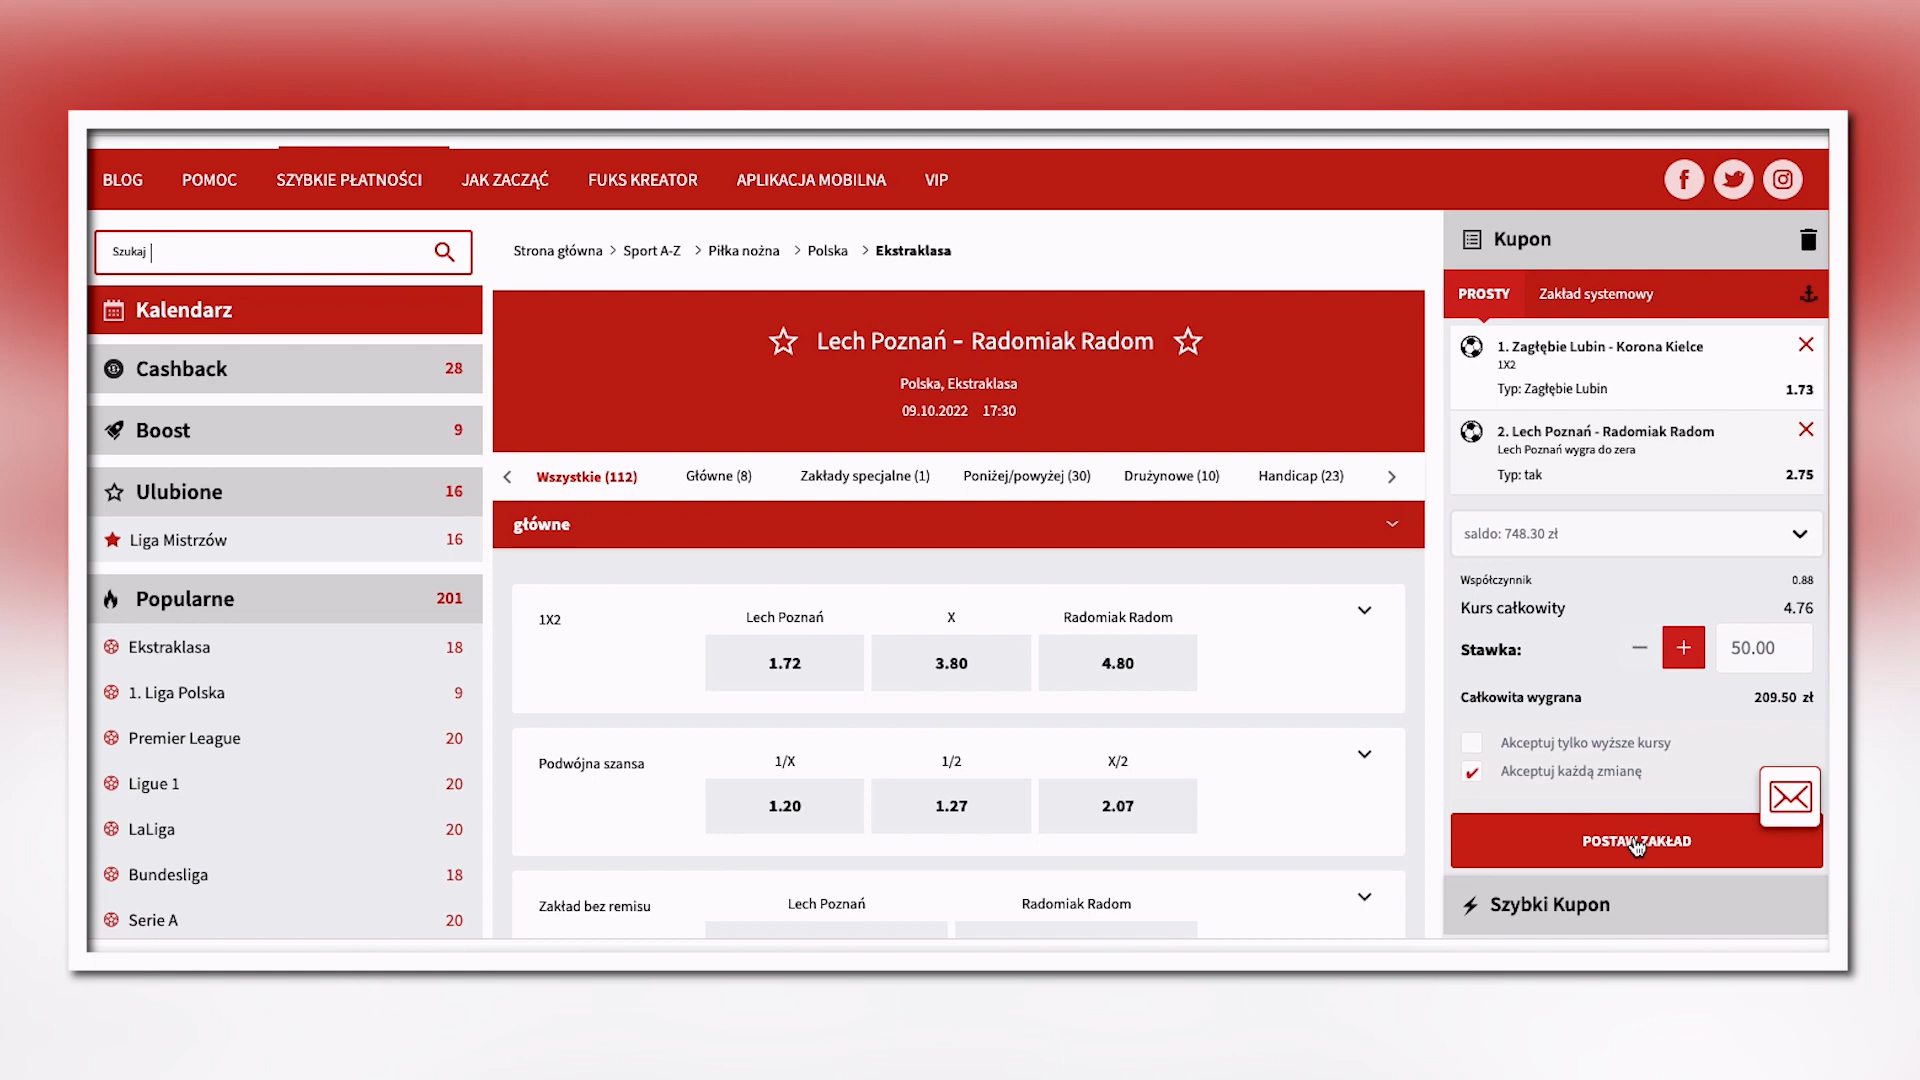 BLOG POMOC SZYBKIE PŁATNOŚCI JAK ZACZĄĆ FUKS KREATOR APLIKACJA MOBILNA VIP
Szukaj
Kalendarz
Cashback 28
Boost 9
Ulubione 16
Liga Mistrzów 16
Popularne 201
Ekstraklasa 18
1. Liga Polska 9
Premier League 20
Ligue 1 20
LaLiga 20
Bundesliga 18
Serie A 20
Strona główna > Sport A-Z > Piłka nożna > Polska > Ekstraklasa
Lech Poznań - Radomiak Radom
Polska, Ekstraklasa
09.10.2022 17:30
Wszystkie (112) Główne (8) Zakłady specjalne (1) Poniżej/powyżej (30) Drużynowe (10) Handicap (23)
główne
1X2 Lech Poznań X Radomiak Radom
1.72 3.80 4.80
Podwójna szansa 1/X 1/2 X/2
1.20 1.27 2.07
Zakład bez remisu Lech Poznań Radomiak Radom
Kupon
PROSTY Zakład systemowy
1. Zagłębie Lubin - Korona Kielce
1X2
Typ: Zagłębie Lubin 1.73
2. Lech Poznań - Radomiak Radom
Lech Poznań wygra do zera
Typ: tak 2.75
saldo: 748.30 zł
Współczynnik 0.88
Kurs całkowity 4.76
Stawka: 50.00
Całkowita wygrana 209.50 zł
Akceptuj tylko wyższe kursy
Akceptuj każdą zmianę
POSTAW ZAKŁAD
Szybki Kupon